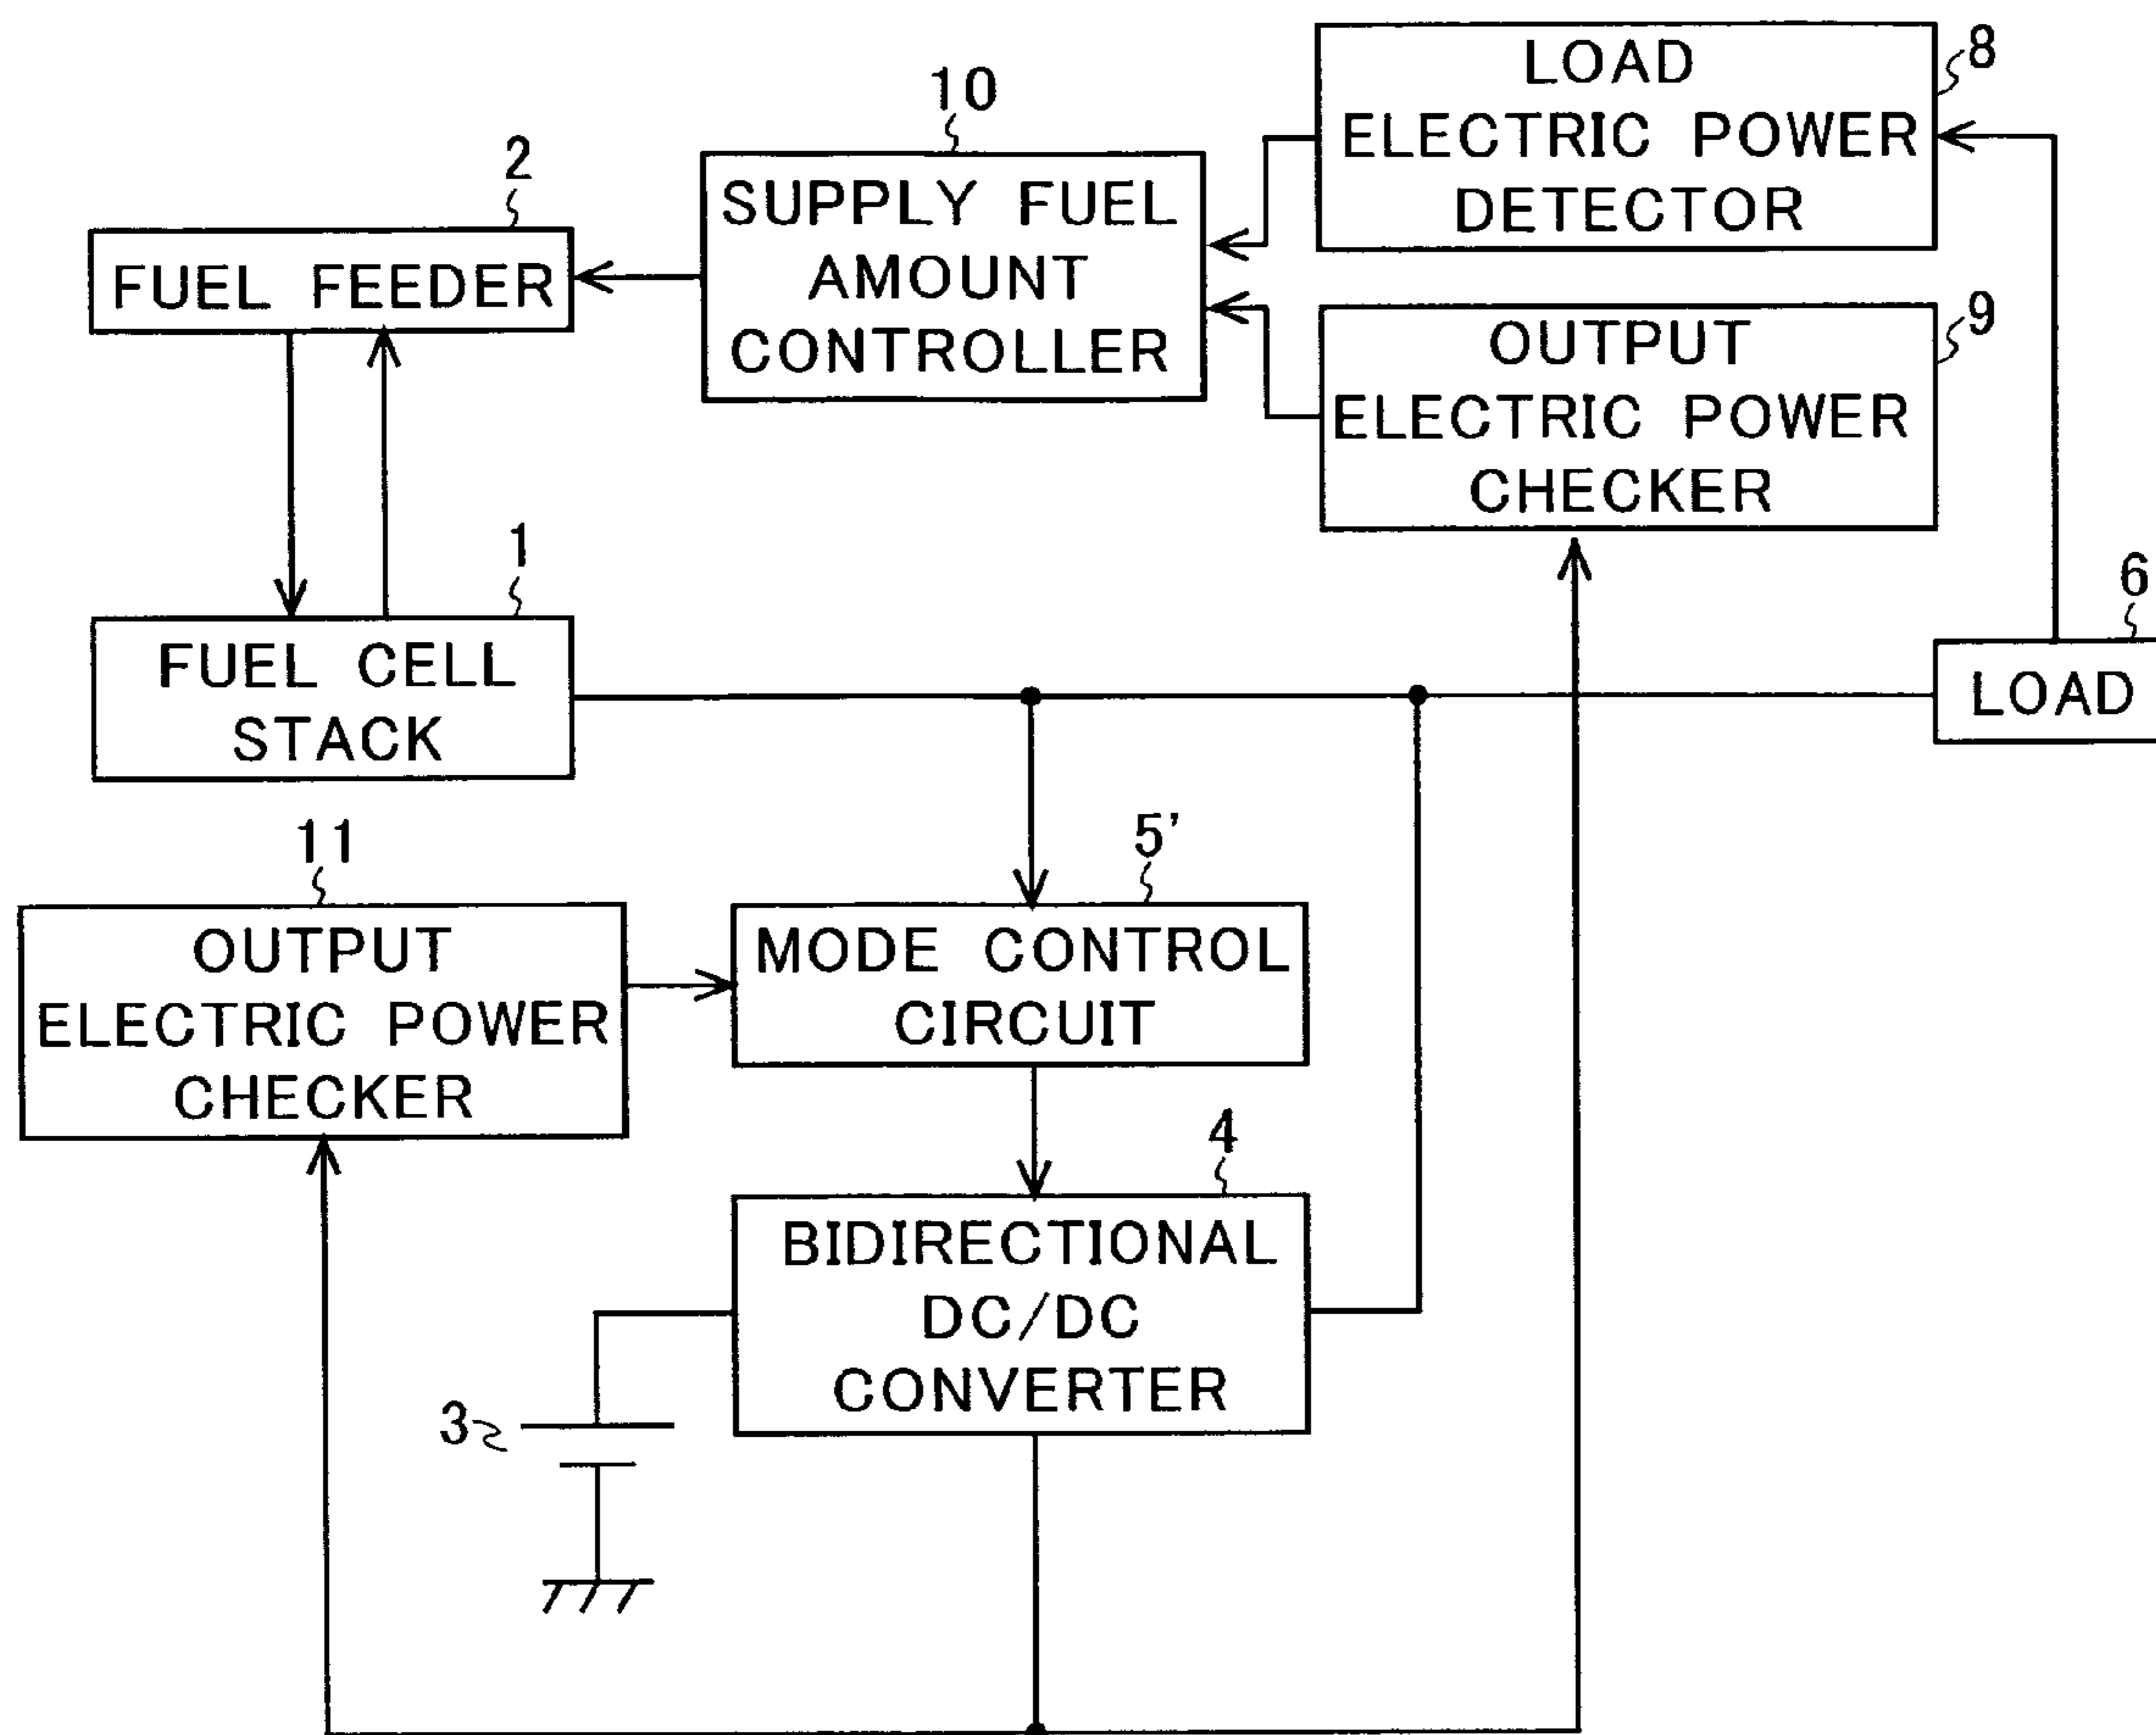 8
LOAD
ELECTRIC POWER
DETECTOR
10
SUPPLY FUEL
AMOUNT
CONTROLLER
2
FUEL FEEDER
9
OUTPUT
ELECTRIC POWER
CHECKER
1
FUEL CELL
STACK
6
LOAD
11
OUTPUT
ELECTRIC POWER
CHECKER
5'
MODE CONTROL
CIRCUIT
4
BIDIRECTIONAL
DC/DC
CONVERTER
3